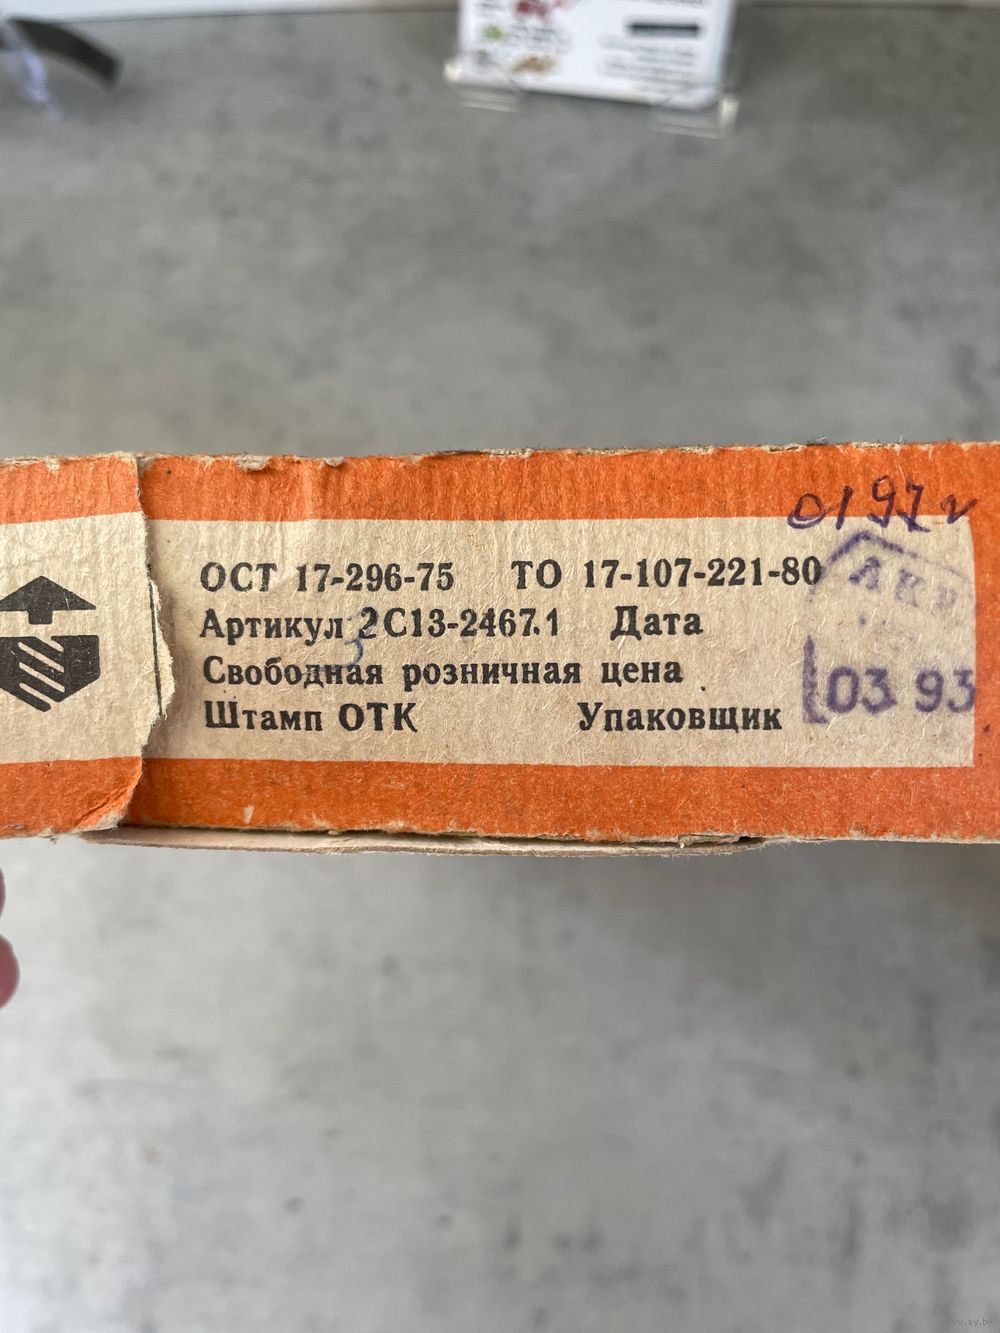 ОСТ 17-296-75 ТО 17-107-221-80
Артикул 2С13-2467.1 Дата
Свободная розничная цена
Штамп ОТК Упаковщик
03 93